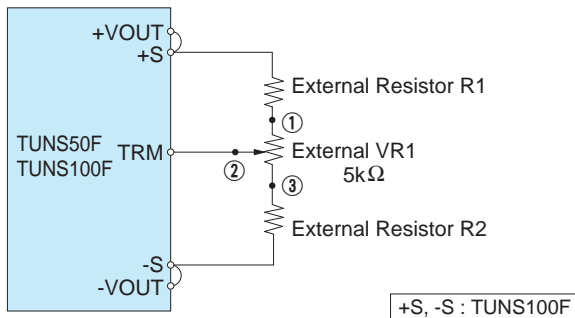 +VOUT
+S
External Resistor R1
①
TUNS50F
TUNS100F
TRM
②
External VR1
5kΩ
③
External Resistor R2
-S
-VOUT
+S, -S : TUNS100F